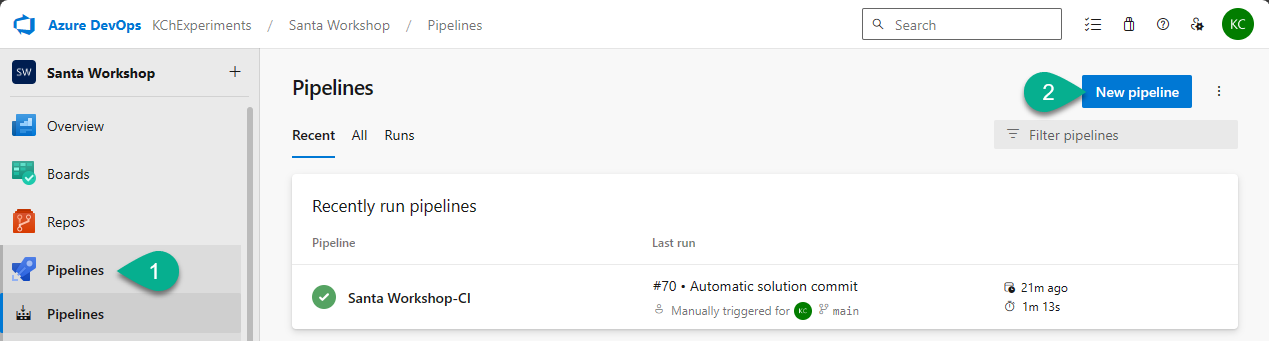 Azure DevOps KChExperiments / Santa Workshop / Pipelines
Search
KC
SW Santa Workshop +
Overview
Boards
Repos
Pipelines 1
Pipelines
Pipelines
2 New pipeline
Recent All Runs
Filter pipelines
Recently run pipelines
Pipeline Last run
Santa Workshop-CI
#70 • Automatic solution commit
Manually triggered for KC main
21m ago
1m 13s